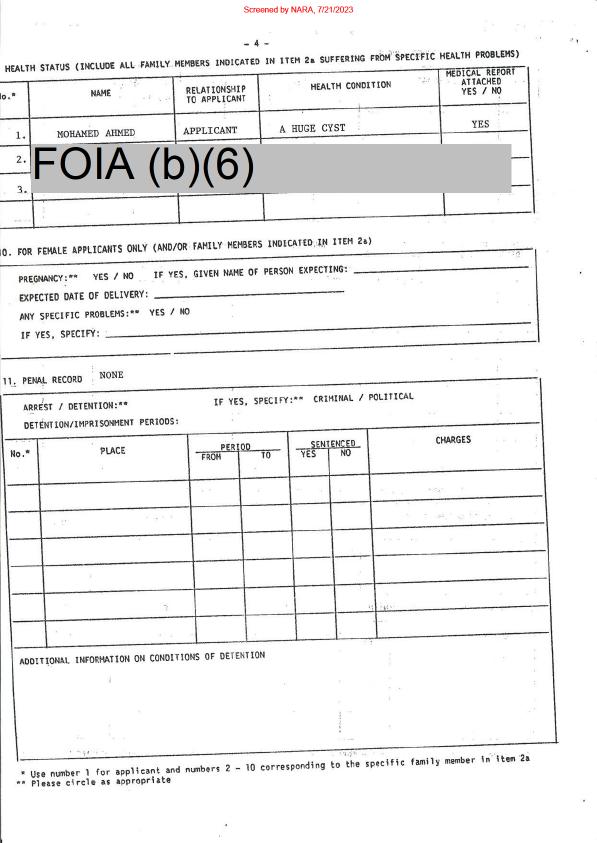 Screened by NARA, 7/21/2023
- 4 -
HEALTH STATUS (INCLUDE ALL FAMILY MEMBERS INDICATED IN ITEM 2a SUFFERING FROM SPECIFIC HEALTH PROBLEMS)
No.* NAME RELATIONSHIP TO APPLICANT HEALTH CONDITION MEDICAL REPORT ATTACHED YES / NO
1. MOHAMED AHMED APPLICANT A HUGE CYST YES
2. FOIA (b)(6)
3.
10. FOR FEMALE APPLICANTS ONLY (AND/OR FAMILY MEMBERS INDICATED IN ITEM 2a)
PREGNANCY:** YES / NO IF YES, GIVEN NAME OF PERSON EXPECTING:
EXPECTED DATE OF DELIVERY:
ANY SPECIFIC PROBLEMS:** YES / NO
IF YES, SPECIFY:
11. PENAL RECORD NONE
ARREST / DETENTION:** IF YES, SPECIFY:** CRIMINAL / POLITICAL
DETENTION/IMPRISONMENT PERIODS:
No.* PLACE PERIOD FROM TO SENTENCED YES NO CHARGES
ADDITIONAL INFORMATION ON CONDITIONS OF DETENTION
* Use number 1 for applicant and numbers 2 - 10 corresponding to the specific family member in item 2a
** Please circle as appropriate